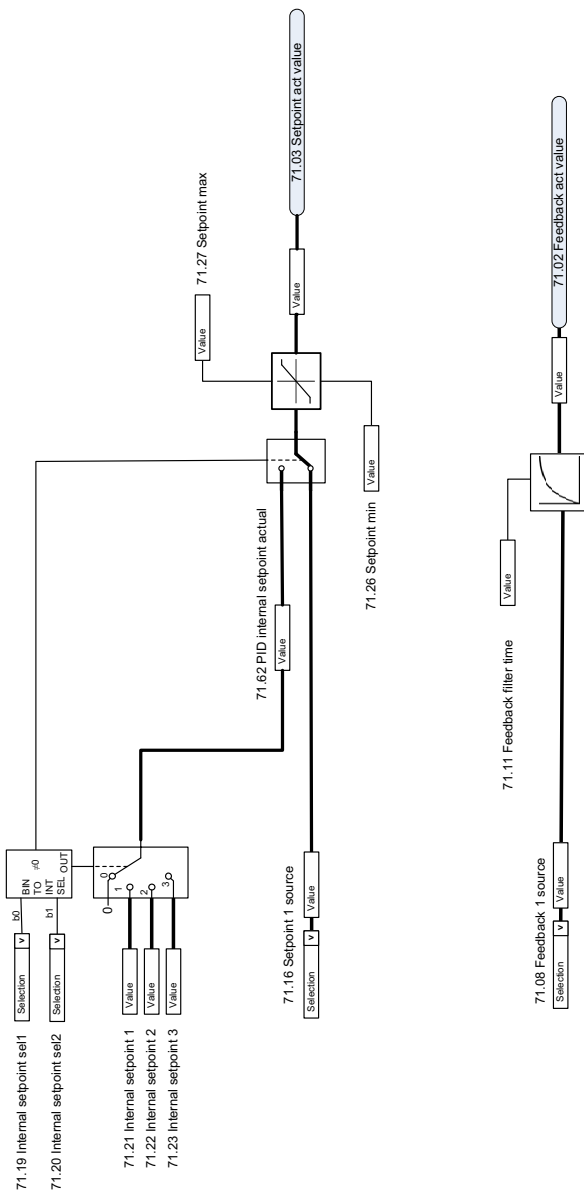 71.19 Internal setpoint sel1
Selection v
b0
71.20 Internal setpoint sel2
Selection v
b1
BIN
TO
INT
SEL
≠0
OUT
0
0
1
2
3
71.21 Internal setpoint 1
Value
71.22 Internal setpoint 2
Value
71.23 Internal setpoint 3
Value
71.62 PID internal setpoint actual
Value
71.16 Setpoint 1 source
Selection v
Value
71.27 Setpoint max
Value
71.26 Setpoint min
Value
Value
71.03 Setpoint act value
71.11 Feedback filter time
Value
71.08 Feedback 1 source
Selection v
Value
Value
71.02 Feedback act value